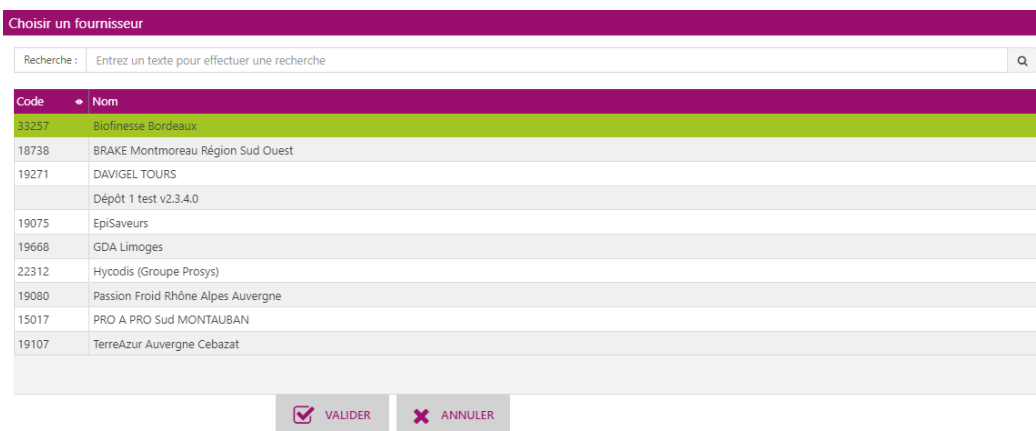 Choisir un fournisseur
Recherche : Entrez un texte pour effectuer une recherche
Code Nom
33257 Biofinesse Bordeaux
18738 BRAKE Montmoreau Région Sud Ouest
19271 DAVIGEL TOURS
Dépôt 1 test v2.3.4.0
19075 EpiSaveurs
19668 GDA Limoges
22312 Hycodis (Groupe Prosys)
19080 Passion Froid Rhône Alpes Auvergne
15017 PRO A PRO Sud MONTAUBAN
19107 TerreAzur Auvergne Cebazat
VALIDER ANNULER